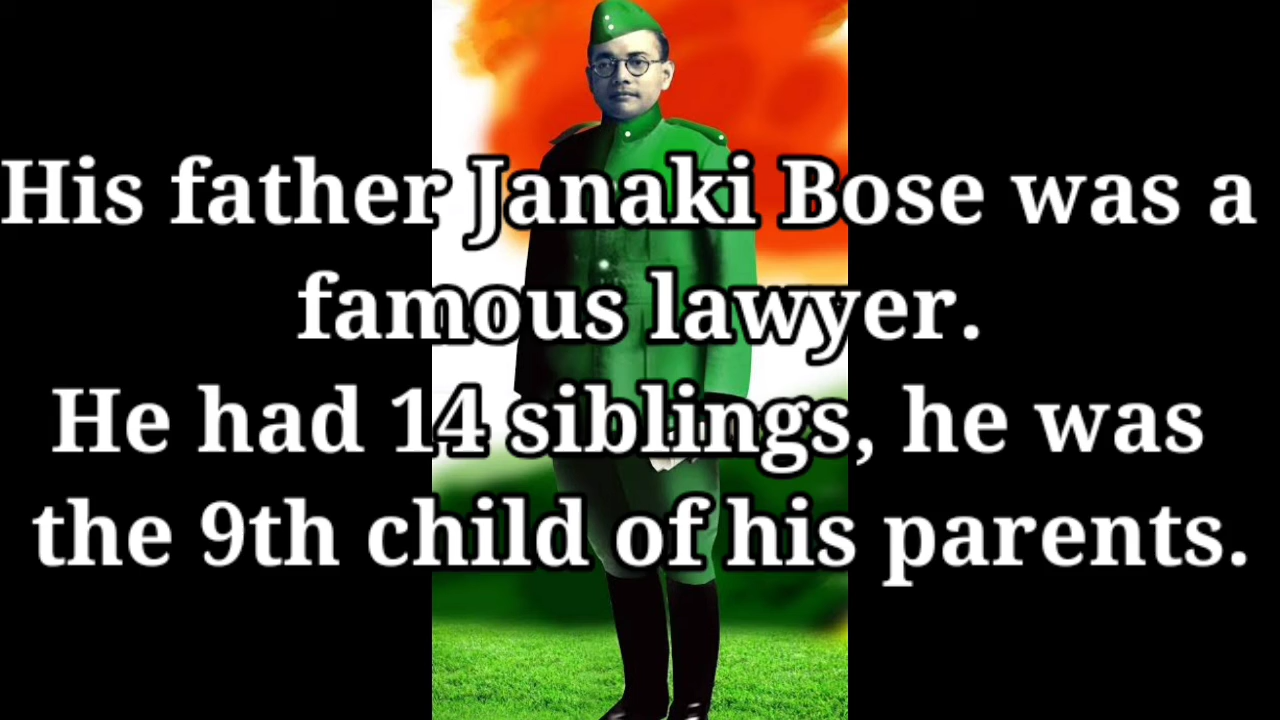 His father Janaki Bose was a
famous lawyer.
He had 14 siblings, he was
the 9th child of his parents.